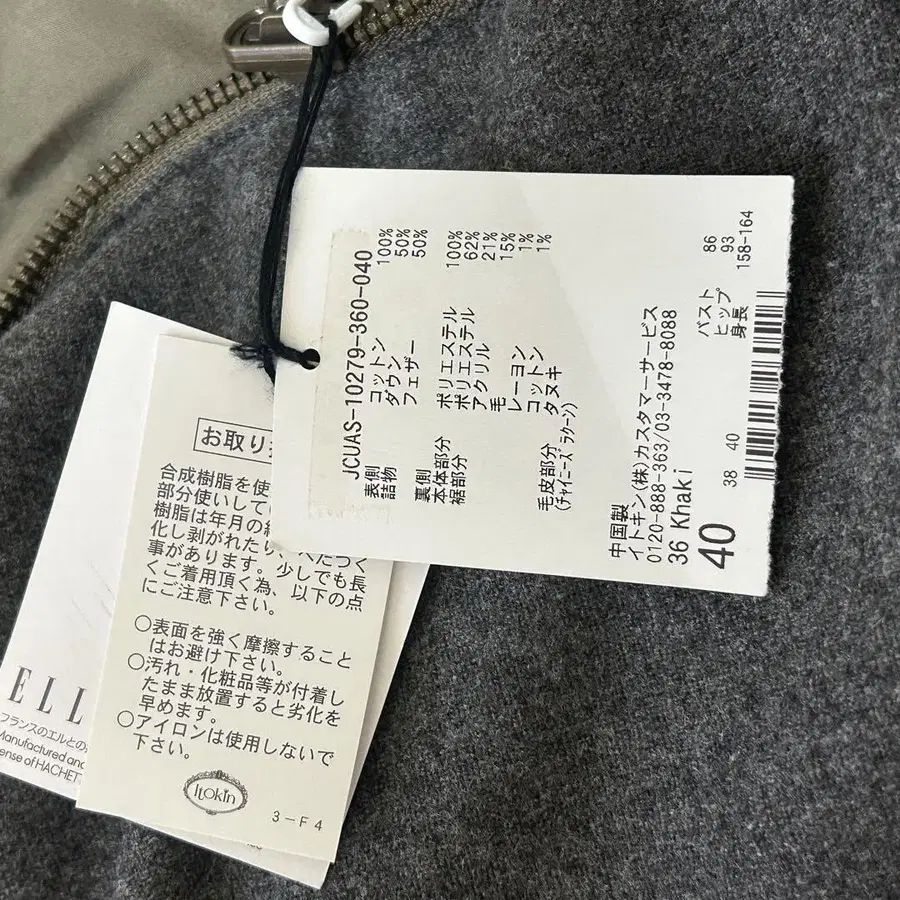 JCUAS-10279-360-040
表側 コットン 100%
詰物 ダウン 50%
フェザー 50%
裏側
本体部分 ポリエステル 100%
裾部分 ポリエステル 62%
アクリル 21%
毛 15%
レーヨン 1%
コットン 1%
毛皮部分 タヌキ
(チャイニーズ ラクーン)
中国製
イトキン(株)カスタマーサービス
0120-888-363/03-3478-8088
36 Khaki
40
38 40
バスト 86
ヒップ 93
身長 158-164
お取り
合成樹脂を使
部分使いして
樹脂は年月の
化し剥がれたり、べたつく
事があります。少しでも長
くご着用頂く為、以下の点
にご注意下さい。
○表面を強く摩擦すること
はお避け下さい。
○汚れ・化粧品等が付着し
たまま放置すると劣化を
早めます。
○アイロンは使用しないで
下さい。
Itokin
3-F4
ELL
フランスのエルとの
Manufactured and
ense of HACHET